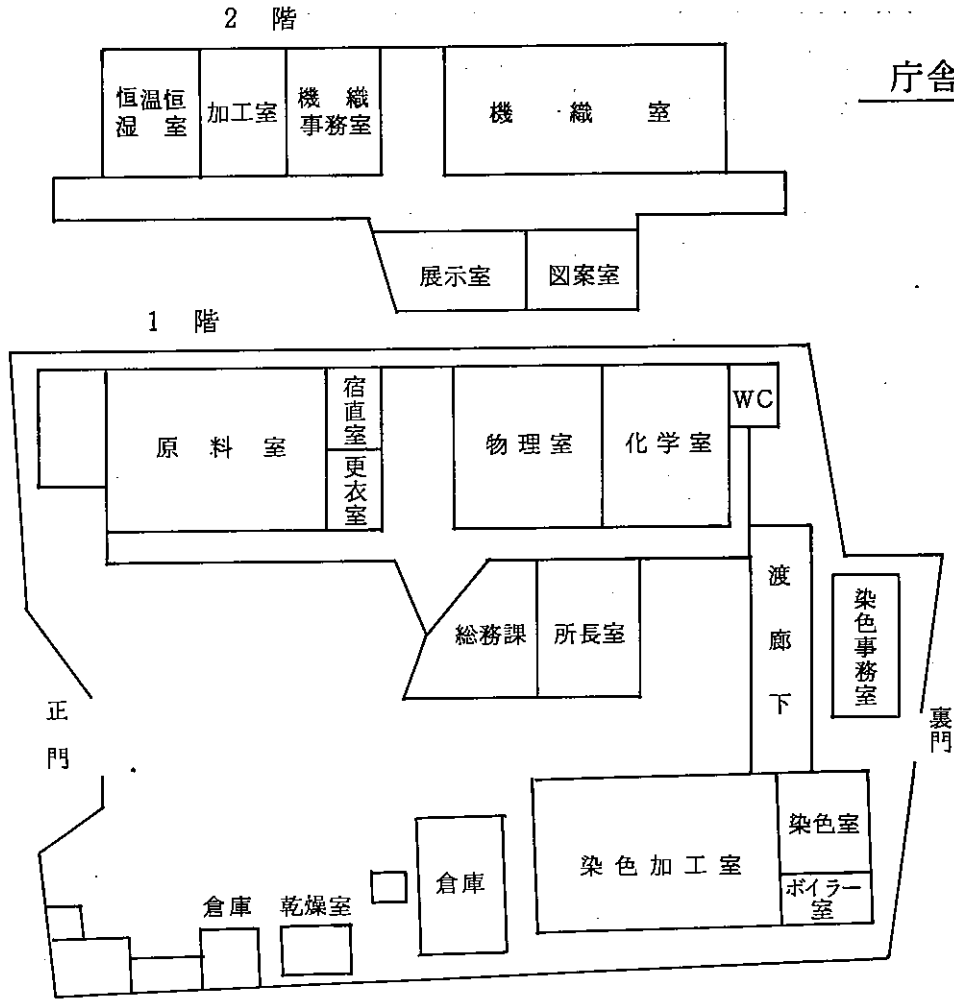 2 階
庁舎
恒温恒
湿 室
加工室
機 織
事務室
機 織 室
展示室
図案室
1 階
原 料 室
宿直室
更衣室
物 理 室
化 学 室
WC
総務課
所長室
渡廊下
染色事務室
正門
裏門
染 色 加 工 室
染色室
ボイラー
室
倉庫
倉庫
乾燥室